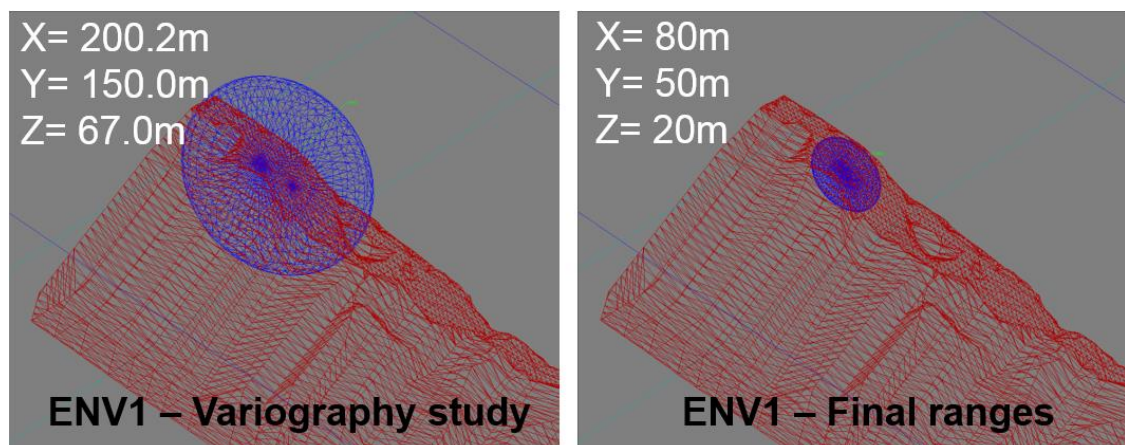 X= 200.2m
Y= 150.0m
Z= 67.0m
ENV1 – Variography study
X= 80m
Y= 50m
Z= 20m
ENV1 – Final ranges